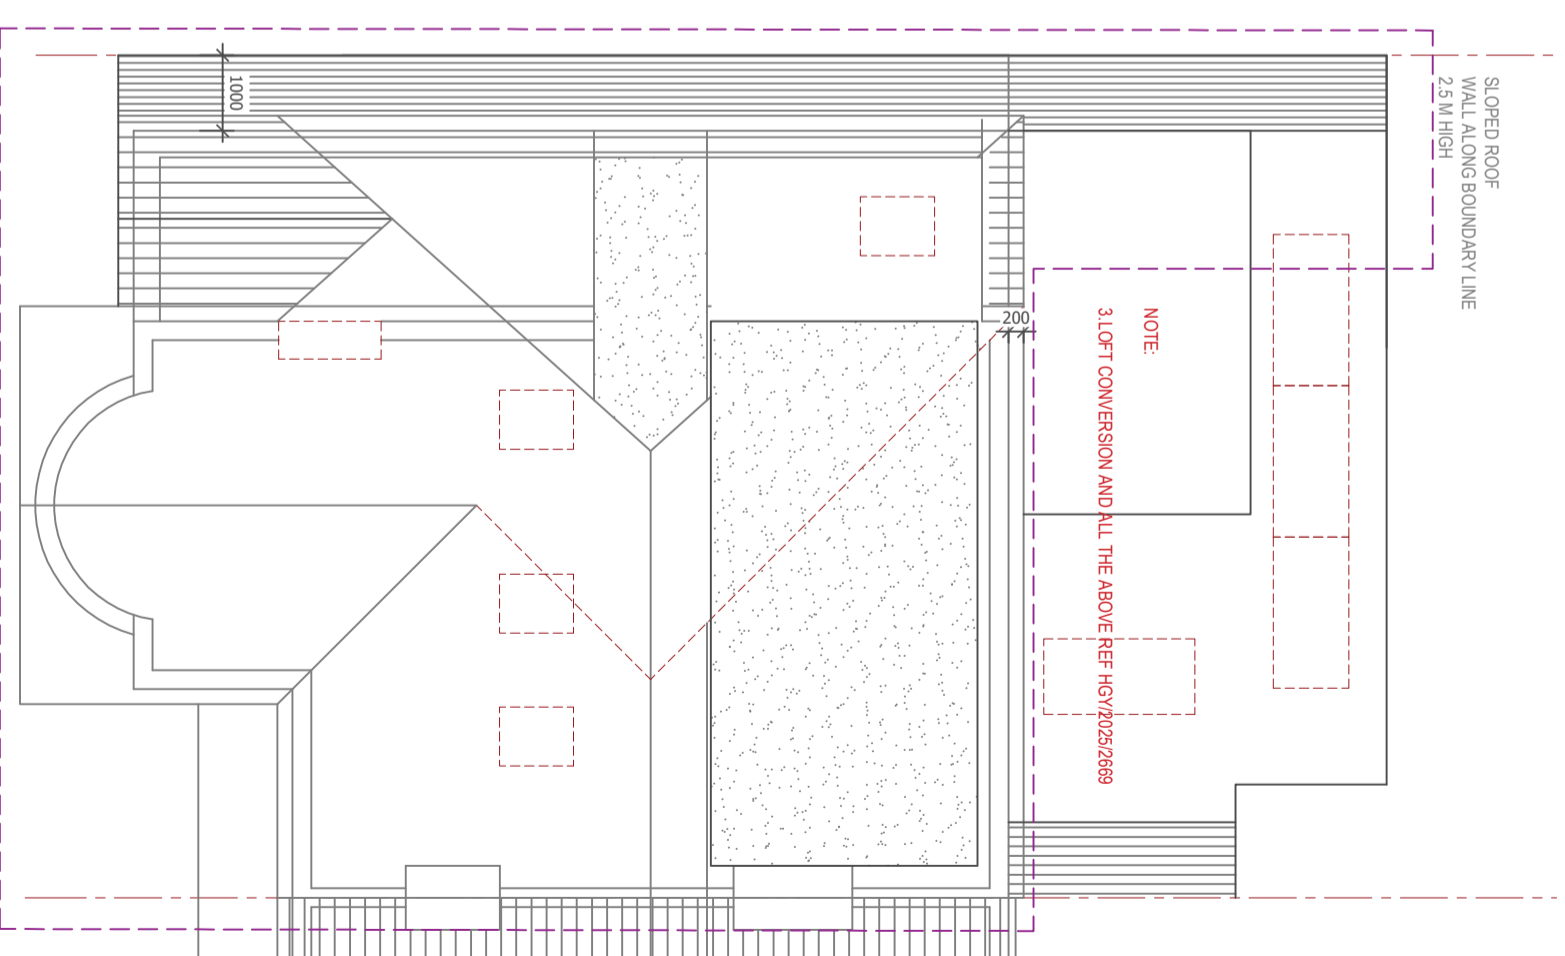 SLOPED ROOF
WALL ALONG BOUNDARY LINE
2.5 M HIGH
1000
200
NOTE:
3.LOFT CONVERSION AND ALL THE ABOVE REF HGY/2025/2669